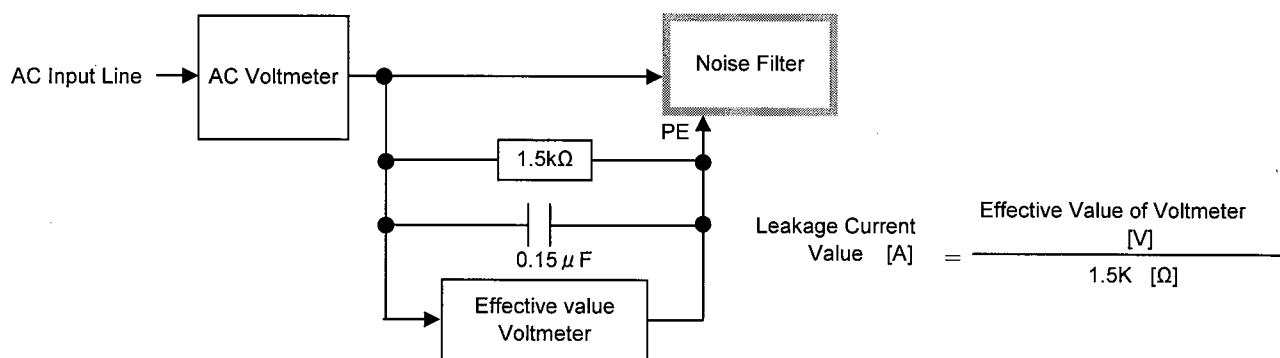 AC Input Line
AC Voltmeter
Noise Filter
PE
1.5kΩ
0.15μF
Effective value
Voltmeter
Leakage Current
Value [A]
=
Effective Value of Voltmeter
[V]
1.5K [Ω]